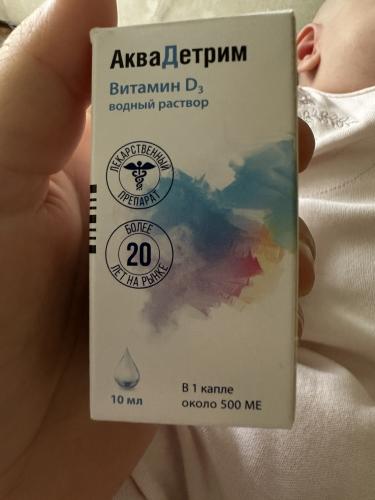 АкваДетрим
Витамин D3
водный раствор
ЛЕКАРСТВЕННЫЙ
ПРЕПАРАТ
БОЛЕЕ
20
ЛЕТ НА РЫНКЕ
10 мл
В 1 капле
около 500 МЕ